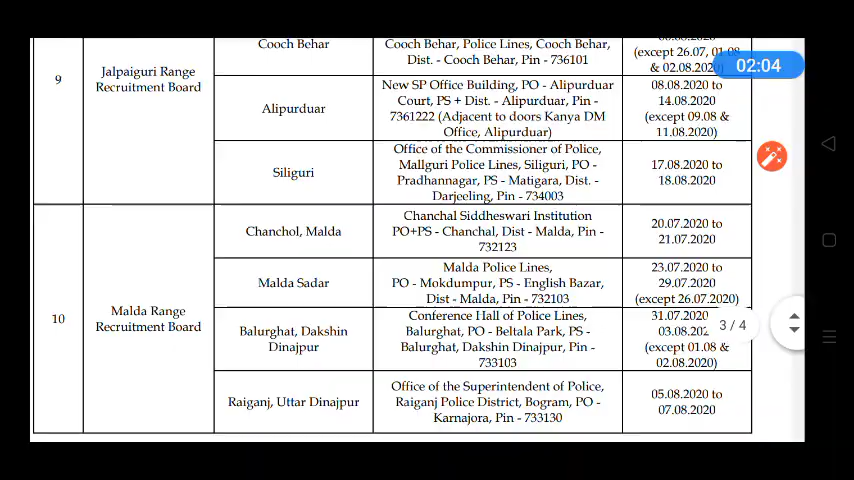 9
Jalpaiguri Range
Recruitment Board
Cooch Behar
Cooch Behar, Police Lines, Cooch Behar,
Dist. - Cooch Behar, Pin - 736101
(except 26.07, 01.08
& 02.08.2020)
02:04
Alipurduar
New SP Office Building, PO - Alipurduar
Court, PS + Dist. - Alipurduar, Pin -
7361222 (Adjacent to doors Kanya DM
Office, Alipurduar)
08.08.2020 to
14.08.2020
(except 09.08 &
11.08.2020)
Siliguri
Office of the Commissioner of Police,
Mallguri Police Lines, Siliguri, PO -
Pradhannagar, PS - Matigara, Dist. -
Darjeeling, Pin - 734003
17.08.2020 to
18.08.2020
10
Malda Range
Recruitment Board
Chanchol, Malda
Chanchal Siddheswari Institution
PO+PS - Chanchal, Dist - Malda, Pin -
732123
20.07.2020 to
21.07.2020
Malda Sadar
Malda Police Lines,
PO - Mokdumpur, PS - English Bazar,
Dist - Malda, Pin - 732103
23.07.2020 to
29.07.2020
(except 26.07.2020)
Balurghat, Dakshin
Dinajpur
Conference Hall of Police Lines,
Balurghat, PO - Beltala Park, PS -
Balurghat, Dakshin Dinajpur, Pin -
733103
31.07.2020
03.08.202
(except 01.08 &
02.08.2020)
3 / 4
Raiganj, Uttar Dinajpur
Office of the Superintendent of Police,
Raiganj Police District, Bogram, PO -
Karnajora, Pin - 733130
05.08.2020 to
07.08.2020